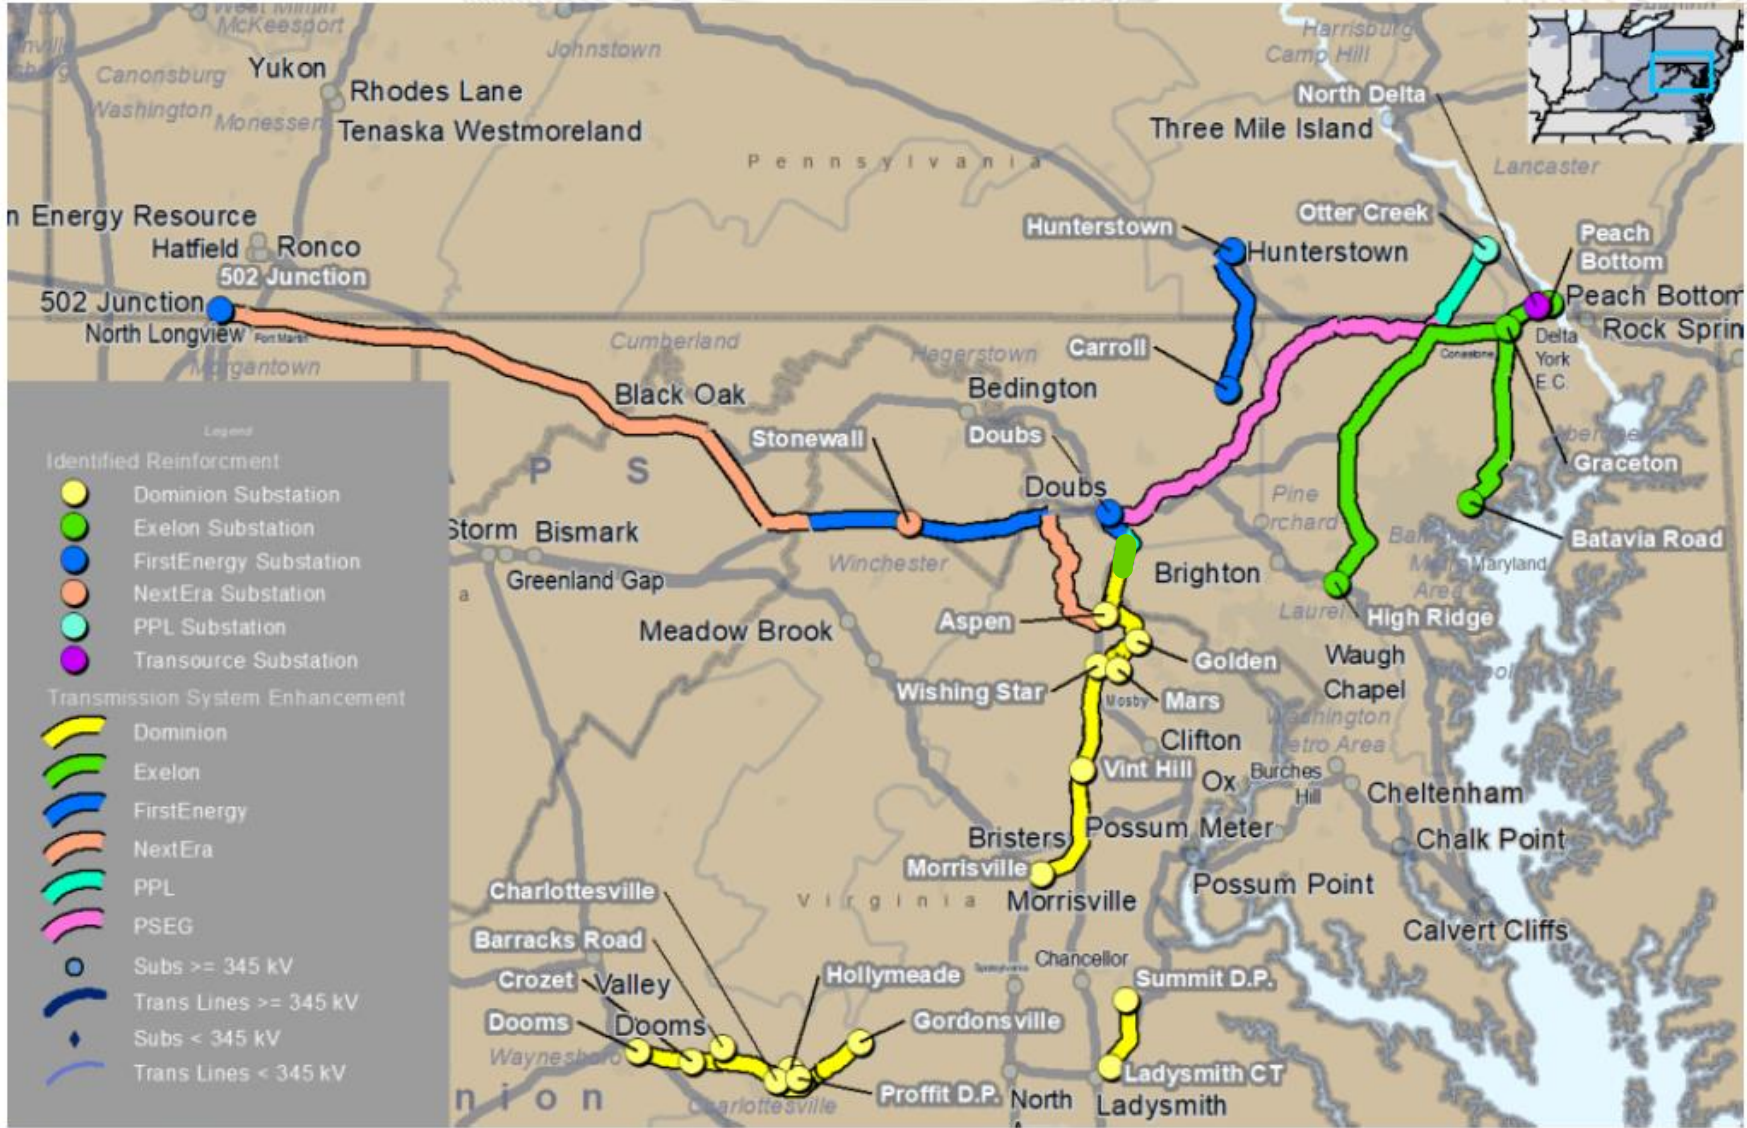 West Mifflin
McKeesport
Johnstown
Harrisburg
Camp Hill
Canonsburg
Yukon
Rhodes Lane
Washington
Monessen
Tenaska Westmoreland
North Delta
Three Mile Island
Pennsylvania
Lancaster
n Energy Resource
Hatfield
Ronco
502 Junction
502 Junction
North Longview
Fort Martin
Morgantown
Hunterstown
Hunterstown
Otter Creek
Peach
Bottom
Peach Bottom
Rock Sprin
Cumberland
Hagerstown
Carroll
Conastone
Delta
York
E.C.
Black Oak
Bedington
Stonewall
Doubs
Doubs
Graceton
A P S
Pine
Orchard
Batavia Road
Storm
Bismark
Greenland Gap
Winchester
Brighton
Maryland
Area
Laurel
High Ridge
Aspen
Meadow Brook
Golden
Waugh
Chapel
Wishing Star
Mosby
Mars
Washington
Metro Area
Clifton
Vint Hill
Ox
Burches
Hill
Cheltenham
Bristers
Possum Meter
Chalk Point
Morrisville
Morrisville
Possum Point
Calvert Cliffs
Charlottesville
Virginia
Barracks Road
Crozet
Valley
Hollymeade
Chancellor
Summit D.P.
Dooms
Dooms
Gordonsville
Waynesboro
Proffit D.P.
Charlottesville
Ladysmith CT
North
Ladysmith
nion
Legend
Identified Reinforcment
Dominion Substation
Exelon Substation
FirstEnergy Substation
NextEra Substation
PPL Substation
Transource Substation
Transmission System Enhancement
Dominion
Exelon
FirstEnergy
NextEra
PPL
PSEG
Subs >= 345 kV
Trans Lines >= 345 kV
Subs < 345 kV
Trans Lines < 345 kV